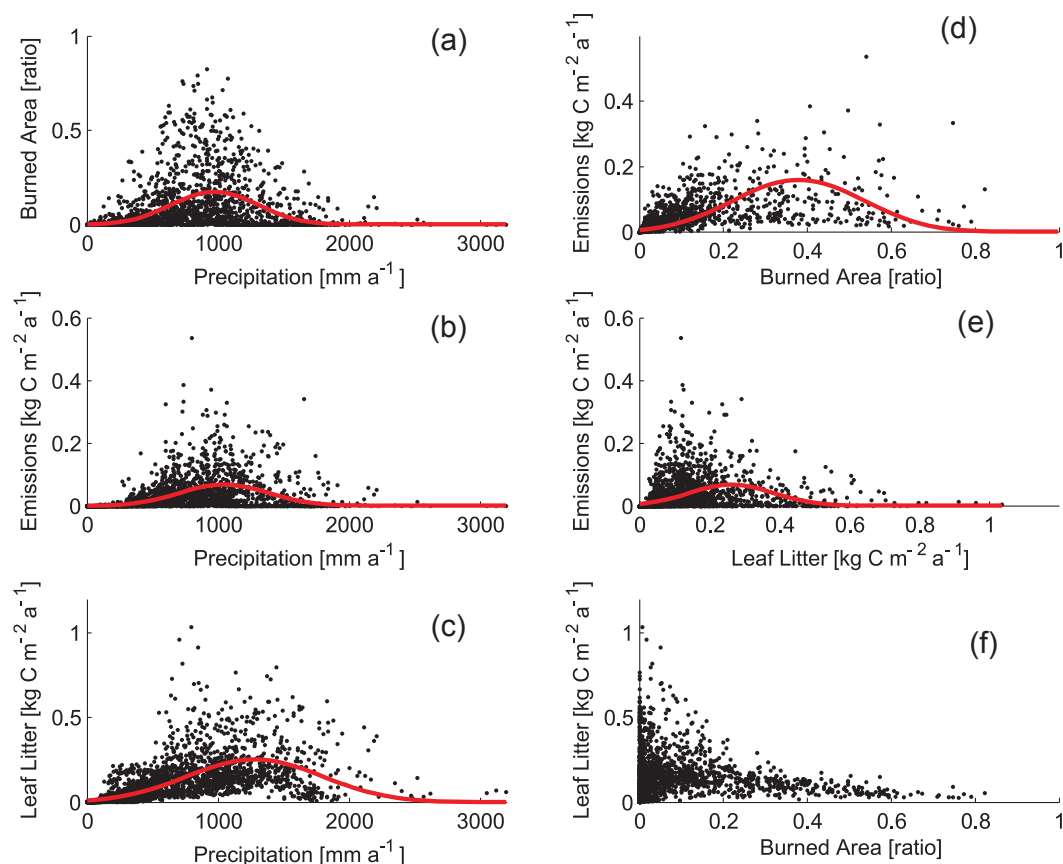 (a)
Burned Area [ratio]
1
0.5
0
0 1000 2000 3000
Precipitation [mm a⁻¹]
(b)
Emissions [kg C m⁻² a⁻¹]
0.6
0.4
0.2
0
0 1000 2000 3000
Precipitation [mm a⁻¹]
(c)
Leaf Litter [kg C m⁻² a⁻¹]
1
0.5
0
0 1000 2000 3000
Precipitation [mm a⁻¹]
(d)
Emissions [kg C m⁻² a⁻¹]
0.4
0.2
0
0 0.2 0.4 0.6 0.8 1
Burned Area [ratio]
(e)
Emissions [kg C m⁻² a⁻¹]
0.6
0.4
0.2
0
0 0.2 0.4 0.6 0.8 1
Leaf Litter [kg C m⁻² a⁻¹]
(f)
Leaf Litter [kg C m⁻² a⁻¹]
1
0.5
0
0 0.2 0.4 0.6 0.8 1
Burned Area [ratio]